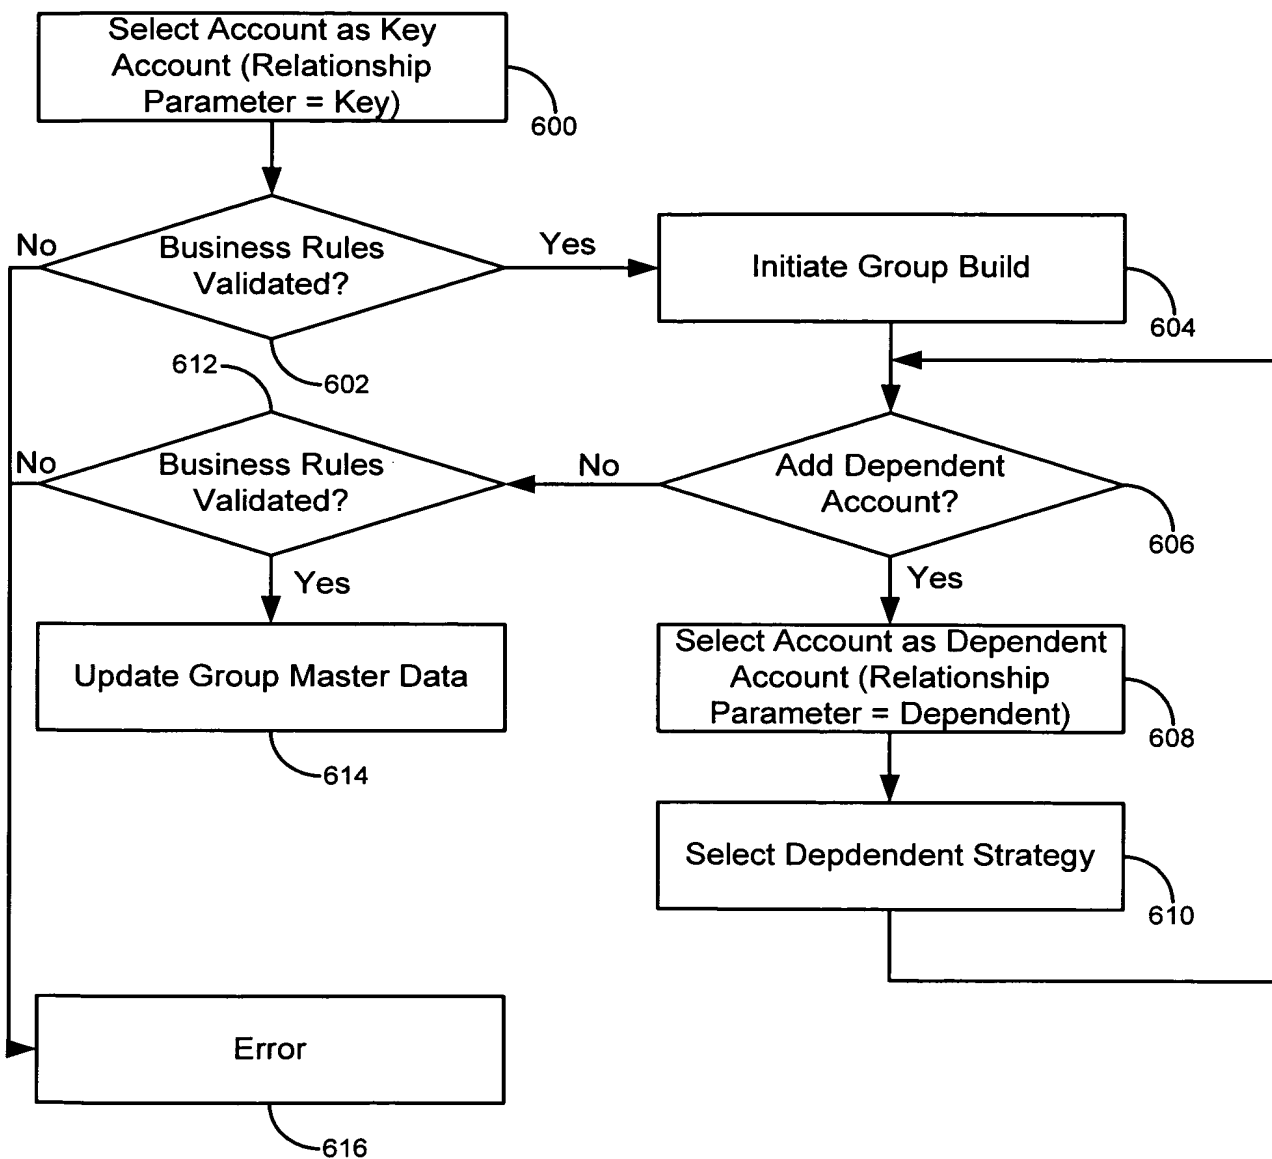 Select Account as Key
Account (Relationship
Parameter = Key)
600
No
Business Rules
Validated?
Yes
Initiate Group Build
604
602
612
No
Business Rules
Validated?
No
Add Dependent
Account?
606
Yes
Yes
Update Group Master Data
614
Select Account as Dependent
Account (Relationship
Parameter = Dependent)
608
Select Depdendent Strategy
610
Error
616